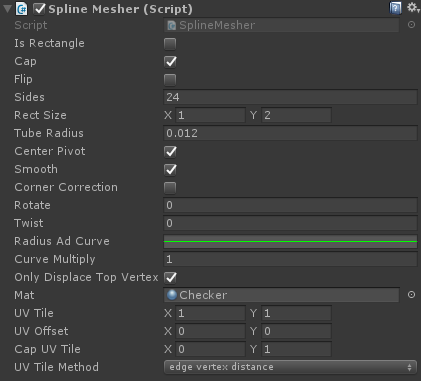 Spline Mesher (Script)
Script SplineMesher
Is Rectangle
Cap
Flip
Sides 24
Rect Size X 1 Y 2
Tube Radius 0.012
Center Pivot
Smooth
Corner Correction
Rotate 0
Twist 0
Radius Ad Curve
Curve Multiply 1
Only Displace Top Vertex
Mat Checker
UV Tile X 1 Y 1
UV Offset X 0 Y 0
Cap UV Tile X 0 Y 1
UV Tile Method edge vertex distance